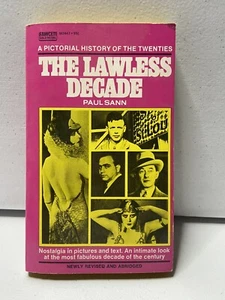 FAWCETT
A PICTORIAL HISTORY OF THE TWENTIES
THE LAWLESS
DECADE
PAUL SANN
Nostalgia in pictures and text. An intimate look
at the most fabulous decade of the century
NEWLY REVISED AND ABRIDGED